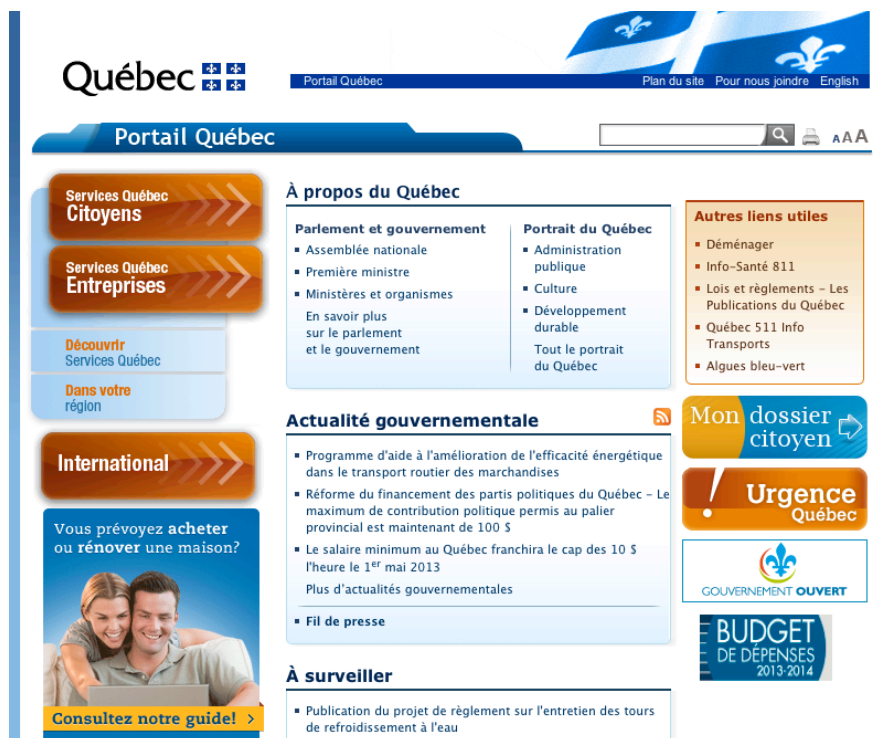 Québec
Portail Québec
Plan du site Pour nous joindre English
Portail Québec
A A A
Services Québec
Citoyens
Services Québec
Entreprises
Découvrir
Services Québec
Dans votre
région
International
Vous prévoyez acheter
ou rénover une maison?
Consultez notre guide! >
À propos du Québec
Parlement et gouvernement
Assemblée nationale
Première ministre
Ministères et organismes
En savoir plus
sur le parlement
et le gouvernement
Portrait du Québec
Administration
publique
Culture
Développement
durable
Tout le portrait
du Québec
Actualité gouvernementale
Programme d'aide à l'amélioration de l'efficacité énergétique
dans le transport routier des marchandises
Réforme du financement des partis politiques du Québec – Le
maximum de contribution politique permis au palier
provincial est maintenant de 100 $
Le salaire minimum au Québec franchira le cap des 10 $
l'heure le 1er mai 2013
Plus d'actualités gouvernementales
Fil de presse
À surveiller
Publication du projet de règlement sur l'entretien des tours
de refroidissement à l'eau
Autres liens utiles
Déménager
Info-Santé 811
Lois et règlements – Les
Publications du Québec
Québec 511 Info
Transports
Algues bleu-vert
Mon dossier
citoyen
! Urgence
Québec
GOUVERNEMENT OUVERT
BUDGET
DE DÉPENSES
2013-2014